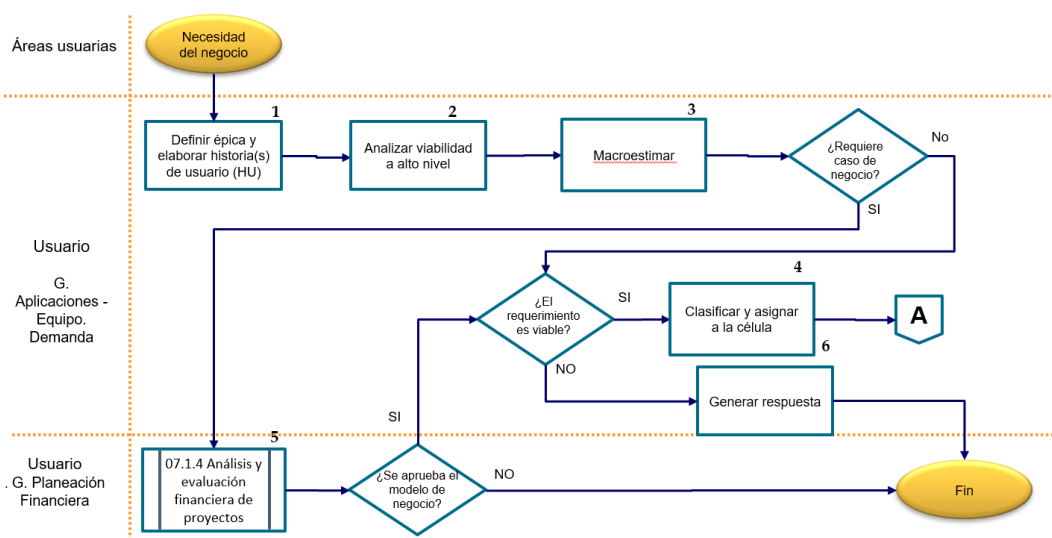 Áreas usuarias
Necesidad
del negocio
1
2
3
Definir épica y
elaborar historia(s)
de usuario (HU)
Analizar viabilidad
a alto nivel
Macroestimar
¿Requiere
caso de
negocio?
No
SI
Usuario
G.
Aplicaciones -
Equipo.
Demanda
¿El
requerimiento
es viable?
SI
NO
4
Clasificar y asignar
a la célula
A
6
Generar respuesta
SI
5
Usuario
. G. Planeación
Financiera
07.1.4 Análisis y
evaluación
financiera de
proyectos
¿Se aprueba el
modelo de
negocio?
NO
Fin